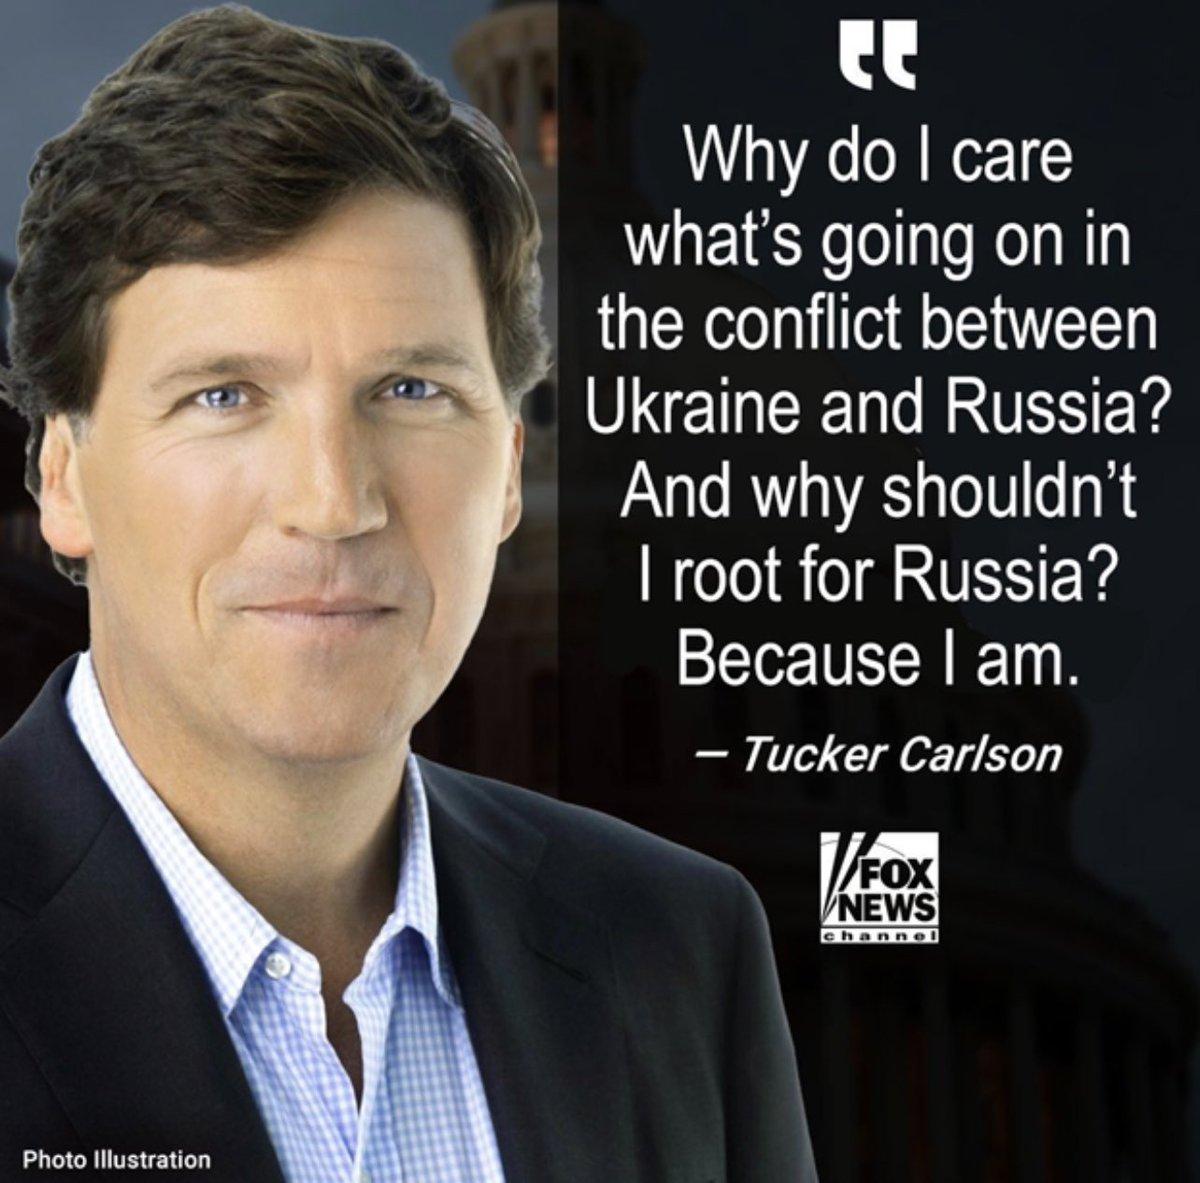 “
Why do I care
what’s going on in
the conflict between
Ukraine and Russia?
And why shouldn’t
I root for Russia?
Because I am.
– Tucker Carlson
FOX
NEWS
channel
Photo Illustration